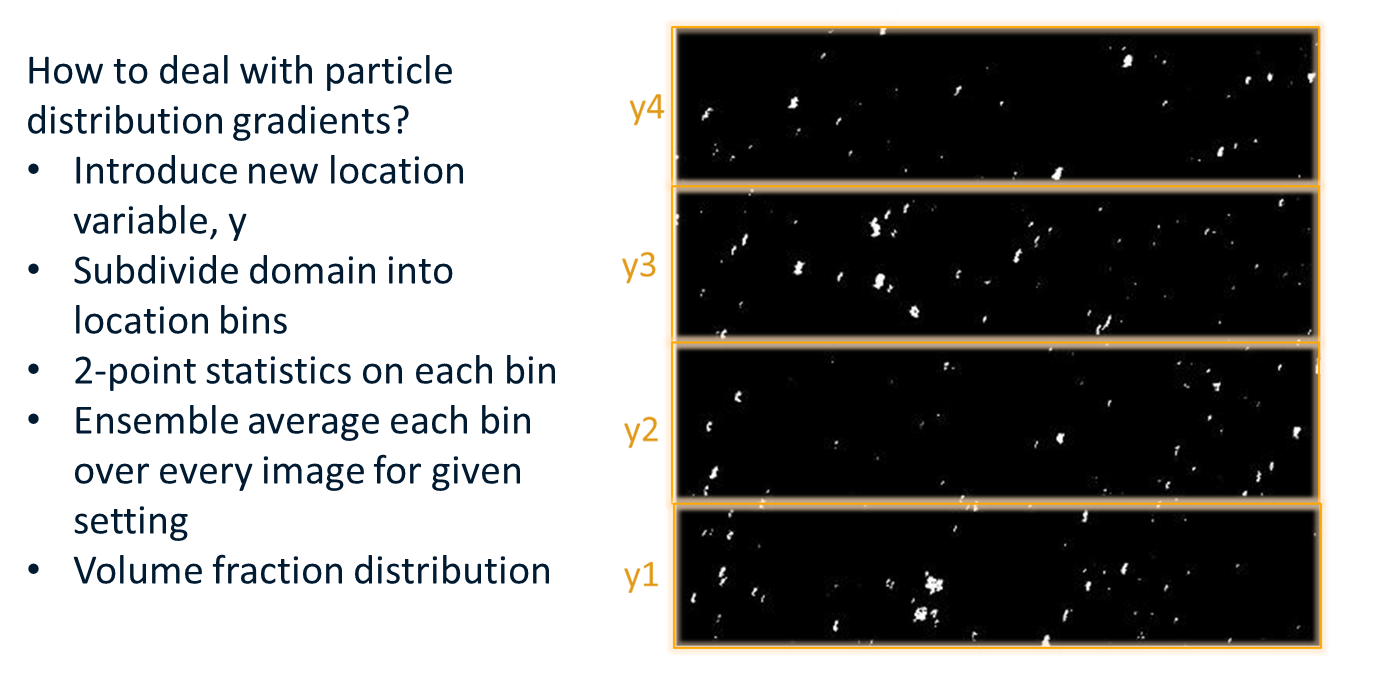 How to deal with particle
distribution gradients?
• Introduce new location
variable, y
• Subdivide domain into
location bins
• 2-point statistics on each bin
• Ensemble average each bin
over every image for given
setting
• Volume fraction distribution
y4
y3
y2
y1